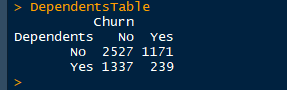 > DependentsTable
Churn
Dependents No Yes
No 2527 1171
Yes 1337 239
>